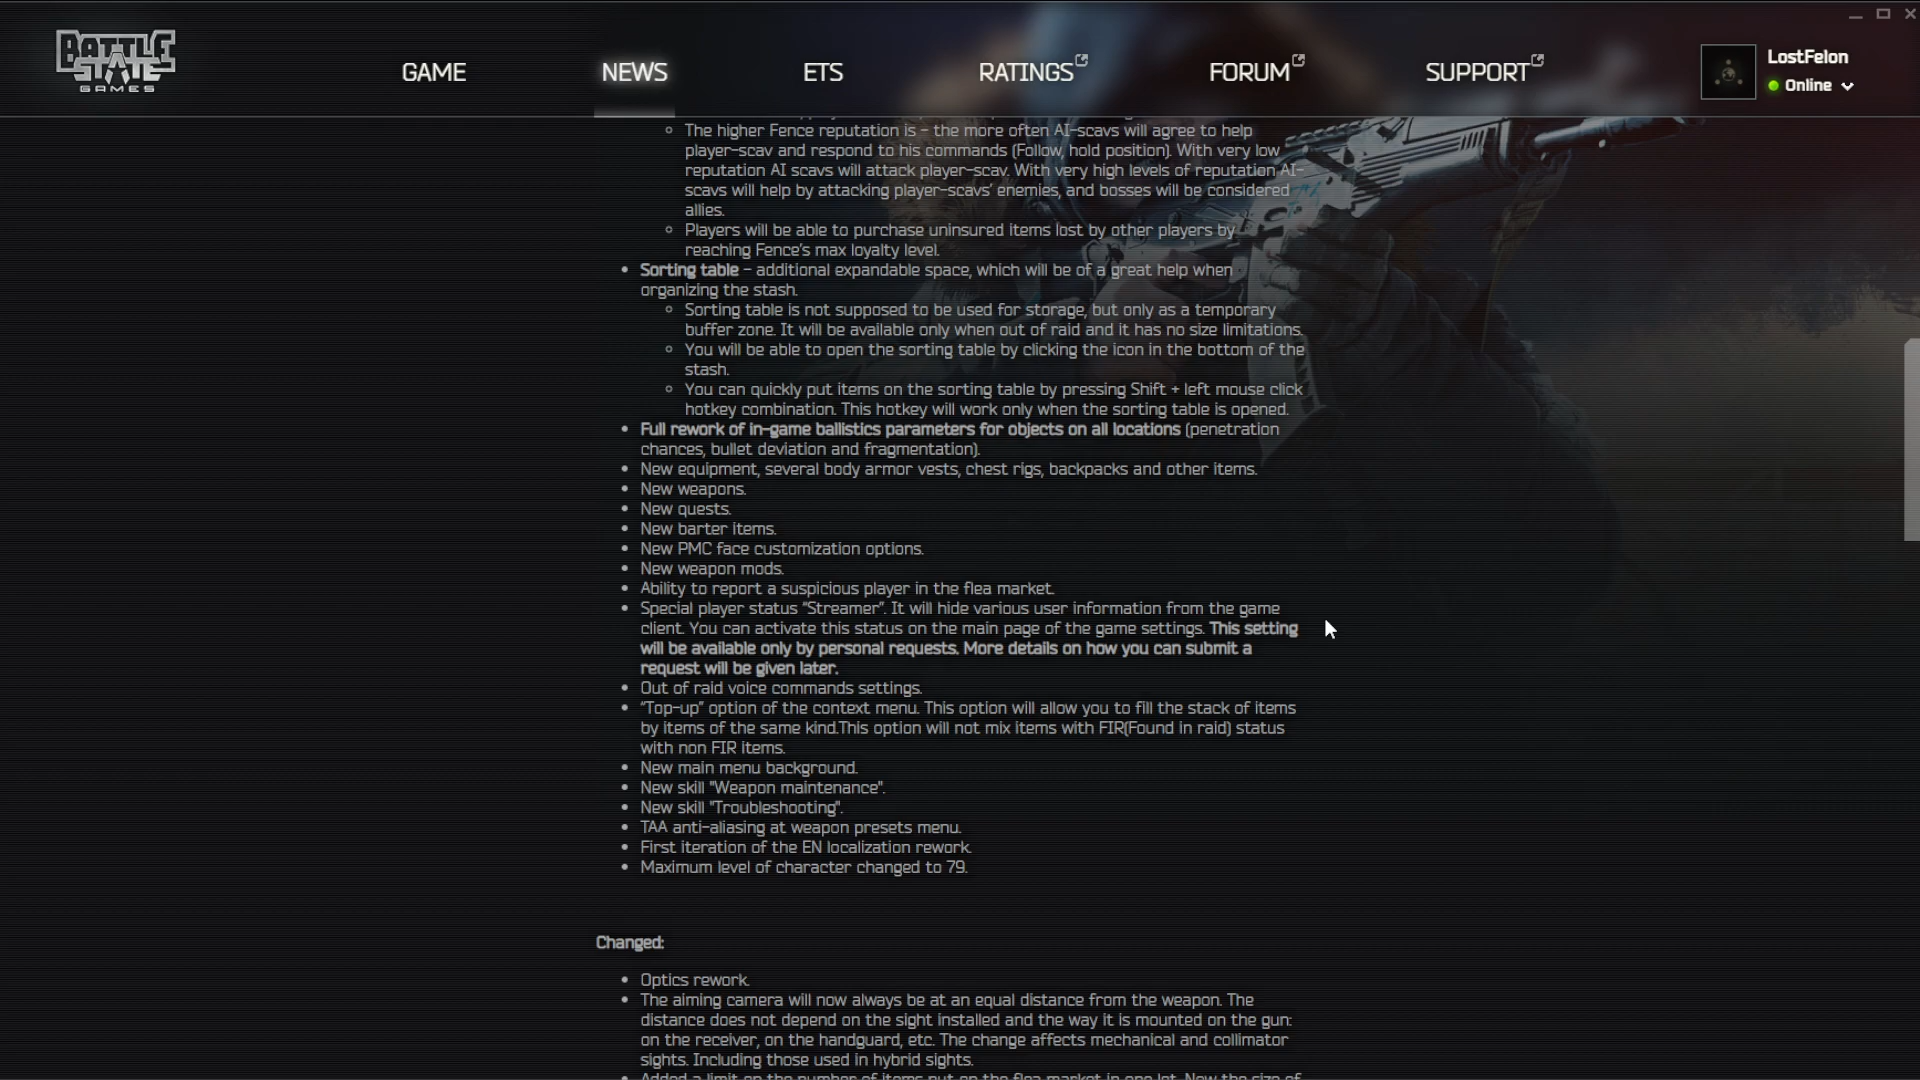 BATTLE
STATE
GAMES
GAME
NEWS
ETS
RATINGS
FORUM
SUPPORT
LostFelon
Online
The higher Fence reputation is – the more often AI-scavs will agree to help
player-scav and respond to his commands (Follow, hold position). With very low
reputation AI scavs will attack player-scav. With very high levels of reputation AI-
scavs will help by attacking player-scavs' enemies, and bosses will be considered
allies.
Players will be able to purchase uninsured items lost by other players by
reaching Fence's max loyalty level.
Sorting table – additional expandable space, which will be of a great help when
organizing the stash.
Sorting table is not supposed to be used for storage, but only as a temporary
buffer zone. It will be available only when out of raid and it has no size limitations.
You will be able to open the sorting table by clicking the icon in the bottom of the
stash.
You can quickly put items on the sorting table by pressing Shift + left mouse click
hotkey combination. This hotkey will work only when the sorting table is opened.
Full rework of in-game ballistics parameters for objects on all locations (penetration
chances, bullet deviation and fragmentation).
New equipment, several body armor vests, chest rigs, backpacks and other items.
New weapons.
New quests.
New barter items.
New PMC face customization options.
New weapon mods.
Ability to report a suspicious player in the flea market.
Special player status "Streamer". It will hide various user information from the game
client. You can activate this status on the main page of the game settings. This setting
will be available only by personal requests. More details on how you can submit a
request will be given later.
Out of raid voice commands settings.
"Top-up" option of the context menu. This option will allow you to fill the stack of items
by items of the same kind.This option will not mix items with FIR(Found in raid) status
with non FIR items.
New main menu background.
New skill "Weapon maintenance".
New skill "Troubleshooting".
TAA anti-aliasing at weapon presets menu.
First iteration of the EN localization rework.
Maximum level of character changed to 79.
Changed:
Optics rework.
The aiming camera will now always be at an equal distance from the weapon. The
distance does not depend on the sight installed and the way it is mounted on the gun:
on the receiver, on the handguard, etc. The change affects mechanical and collimator
sights. Including those used in hybrid sights.
Added a limit on the number of items put on the flea market in one lot. Now the size of